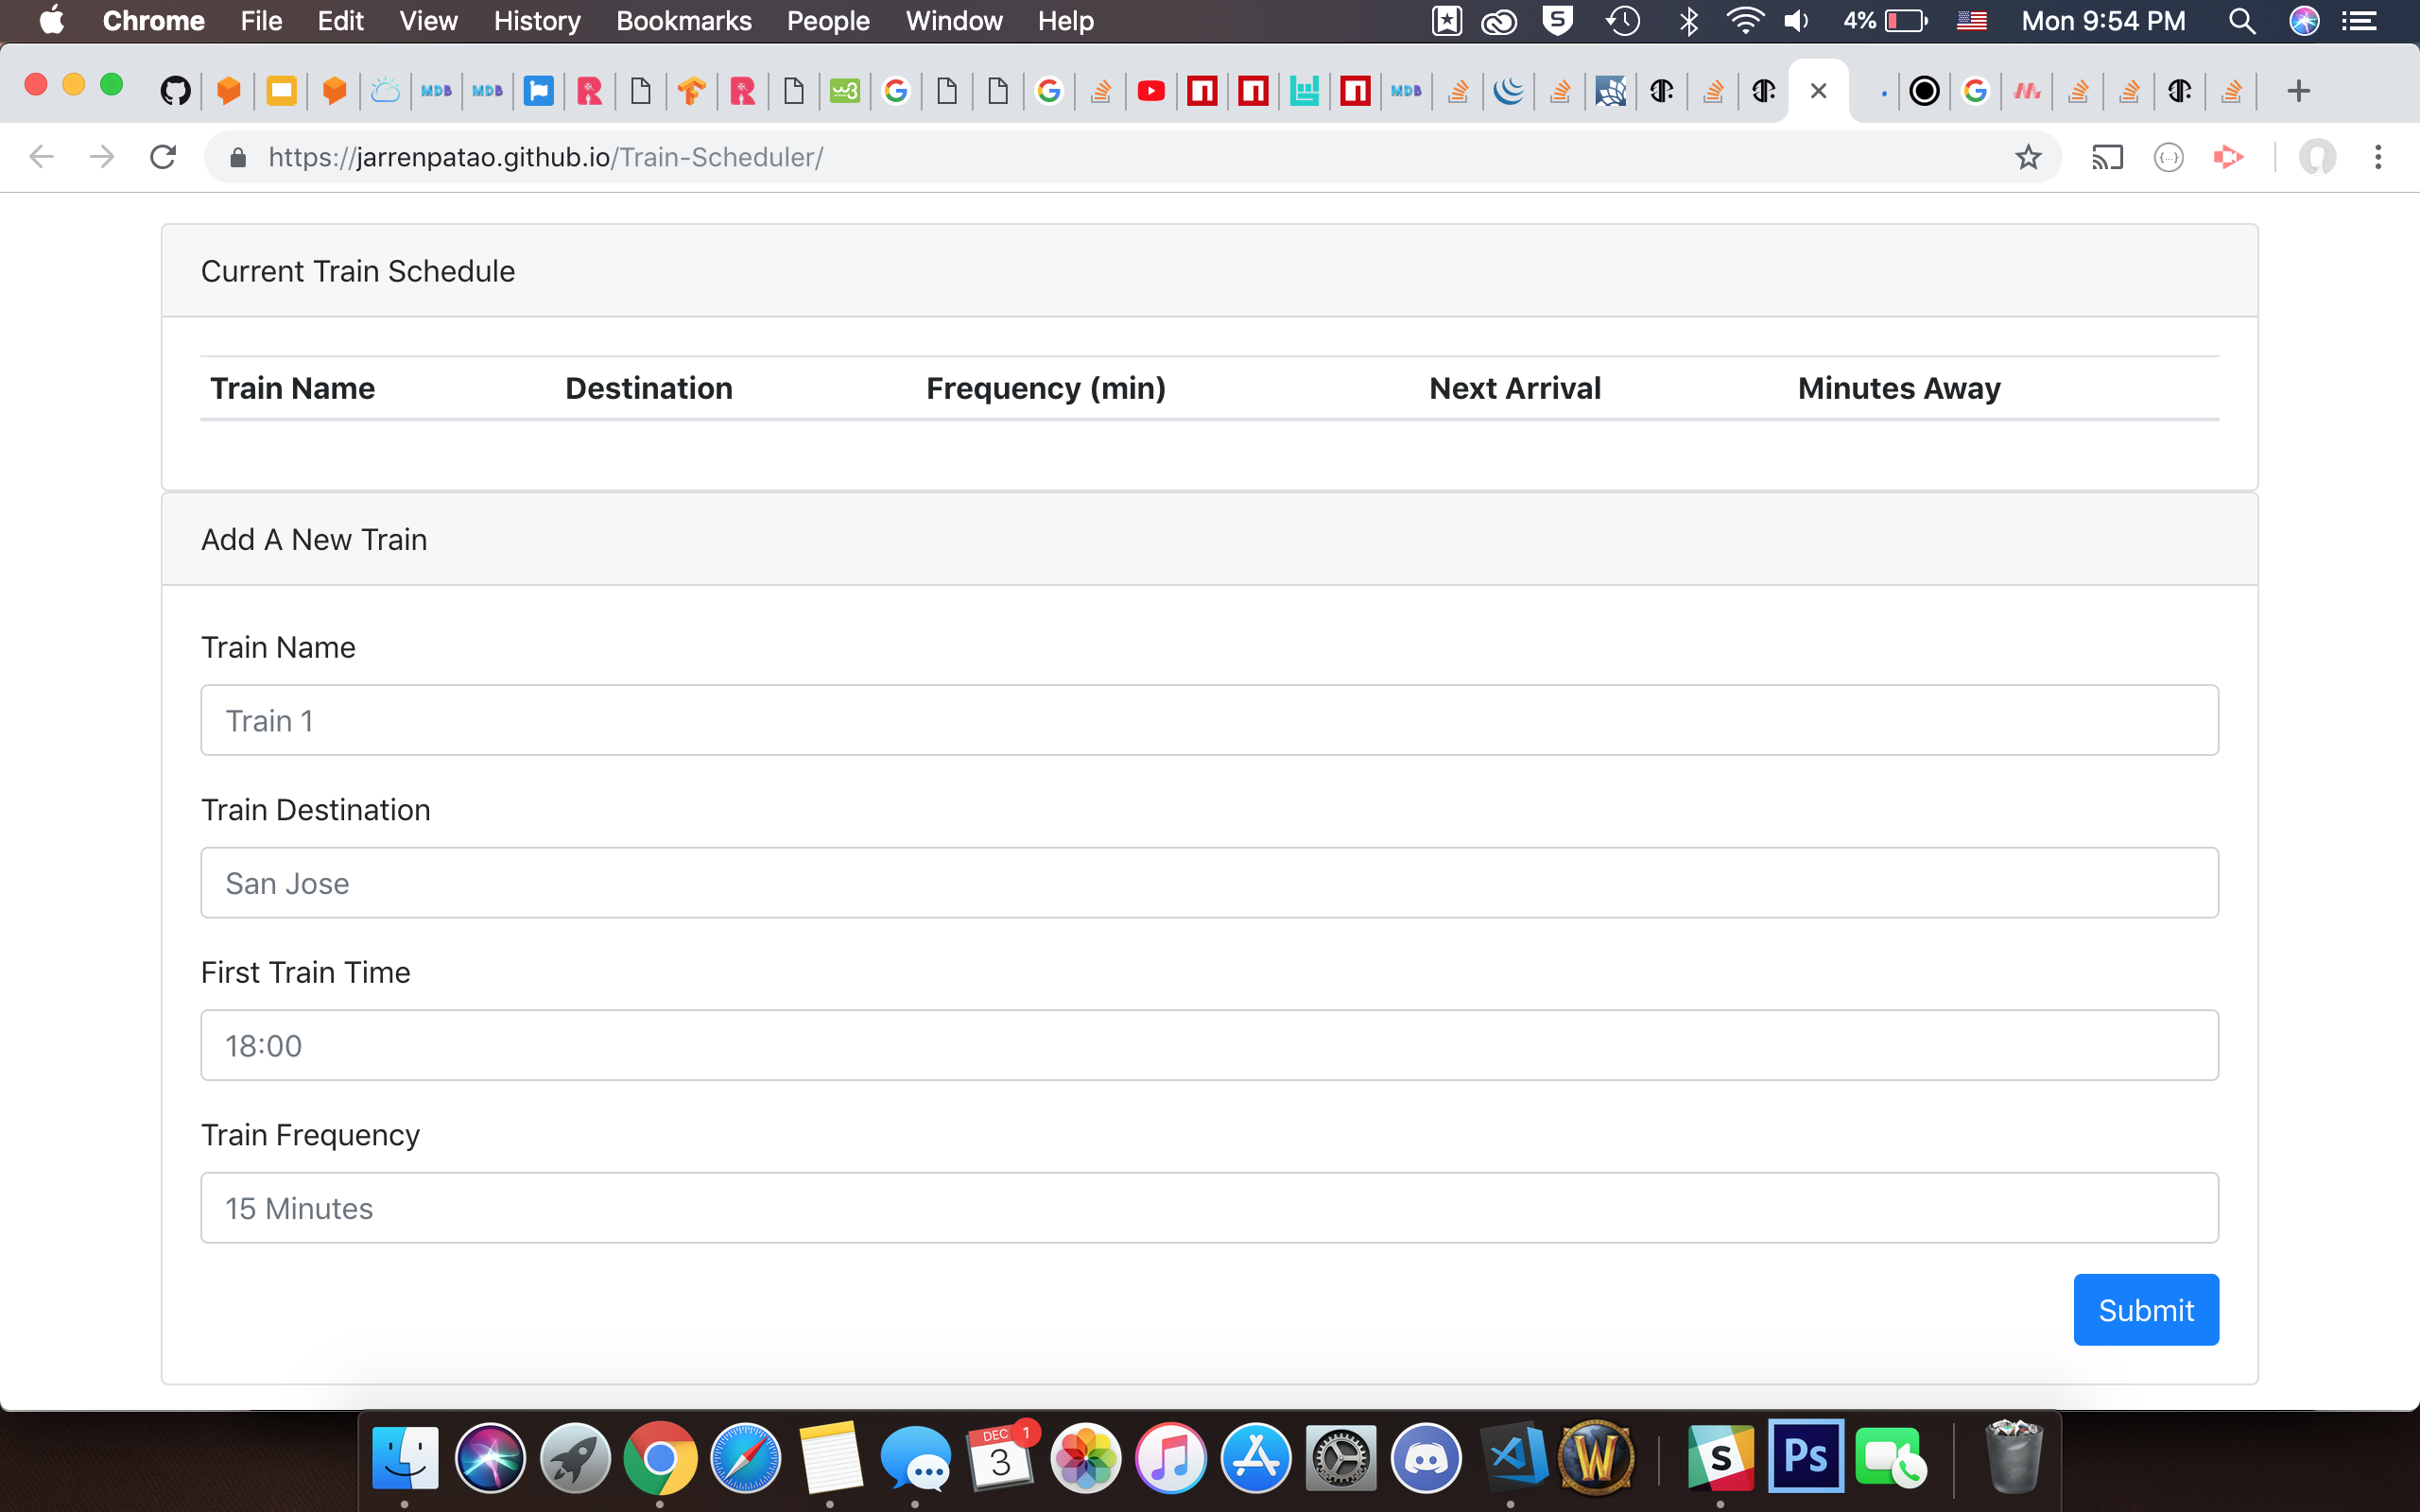 Chrome File Edit View History Bookmarks People Window Help 4% Mon 9:54 PM
https://jarrenpatao.github.io/Train-Scheduler/
Current Train Schedule
Train Name Destination Frequency (min) Next Arrival Minutes Away
Add A New Train
Train Name
Train 1
Train Destination
San Jose
First Train Time
18:00
Train Frequency
15 Minutes
Submit
DEC 1
3
Ps